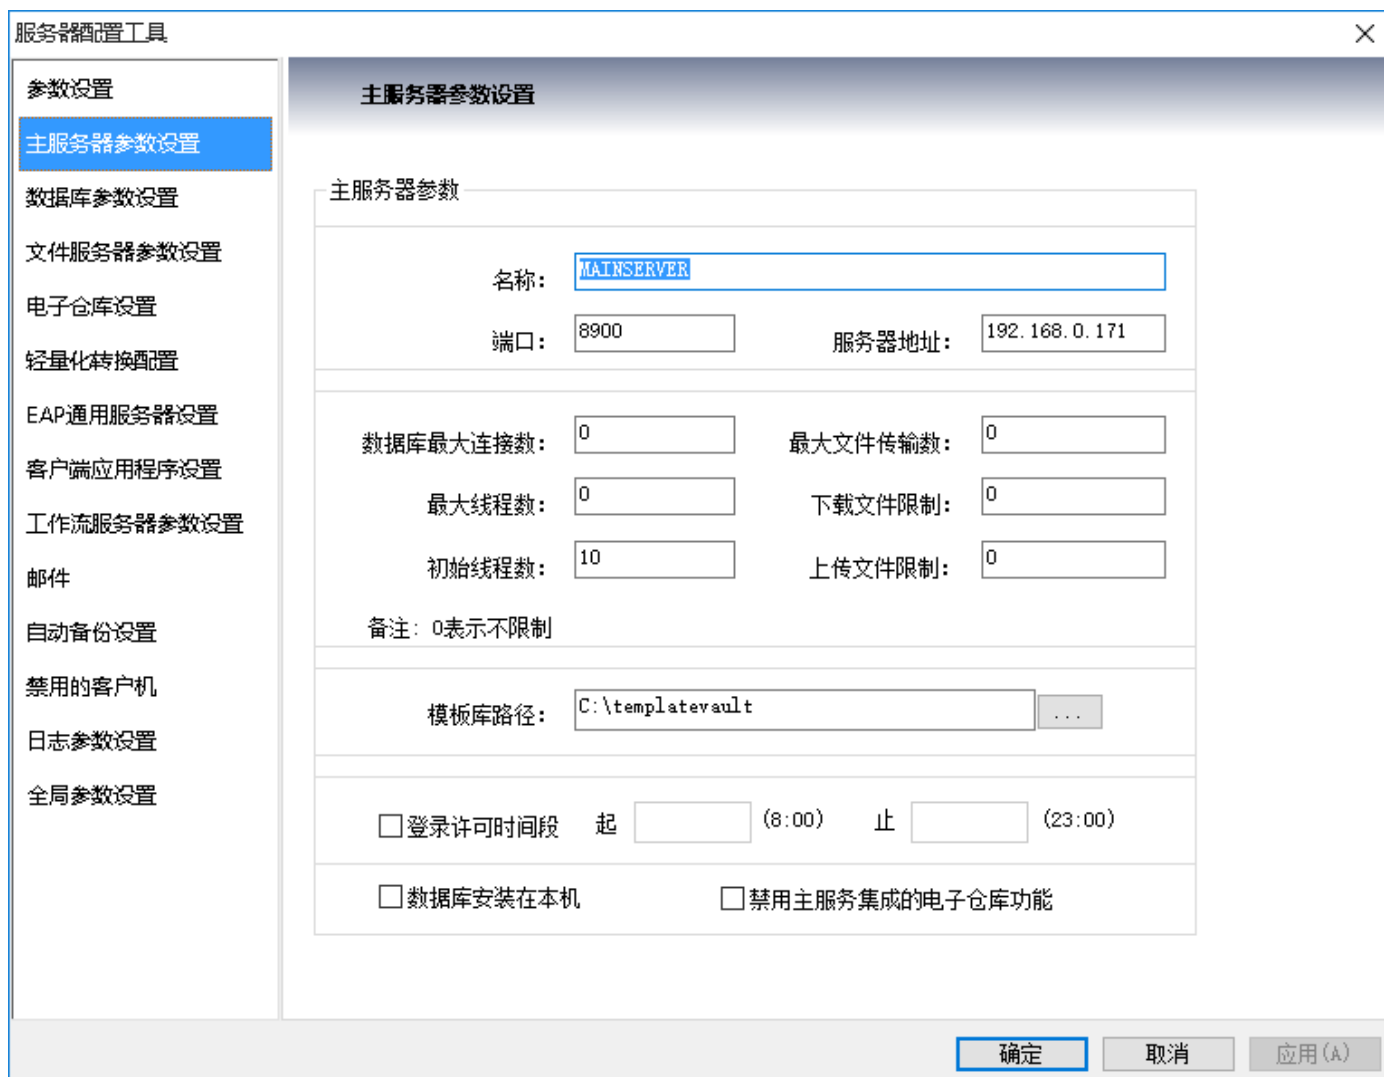 服务器配置工具
参数设置
主服务器参数设置
数据库参数设置
文件服务器参数设置
电子仓库设置
轻量化转换配置
EAP通用服务器设置
客户端应用程序设置
工作流服务器参数设置
邮件
自动备份设置
禁用的客户机
日志参数设置
全局参数设置
主服务器参数设置
主服务器参数
名称： MAINSERVER
端口： 8900 服务器地址： 192.168.0.171
数据库最大连接数： 0 最大文件传输数： 0
最大线程数： 0 下载文件限制： 0
初始线程数： 10 上传文件限制： 0
备注：0表示不限制
模板库路径： C:\templatevault ...
登录许可时间段 起 (8:00) 止 (23:00)
数据库安装在本机 禁用主服务集成的电子仓库功能
确定 取消 应用(A)